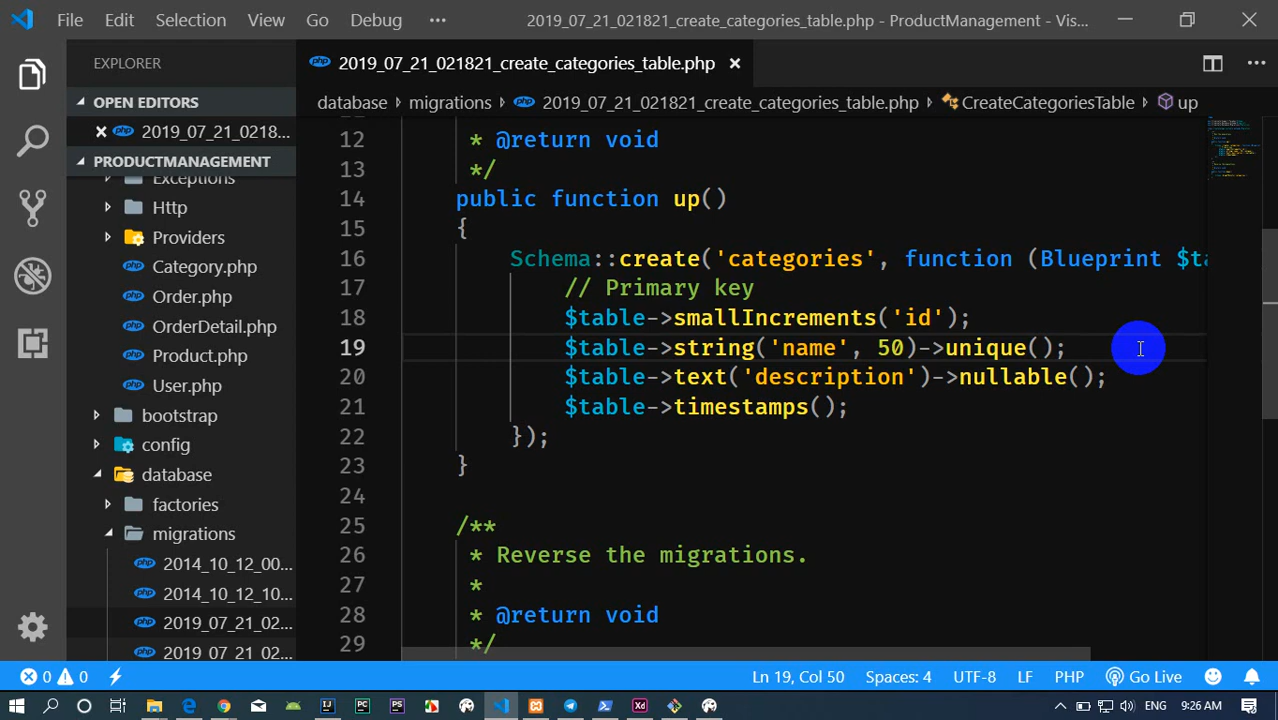 File Edit Selection View Go Debug ••• 2019_07_21_021821_create_categories_table.php - ProductManagement - Vis...
EXPLORER
OPEN EDITORS
2019_07_21_0218...
PRODUCTMANAGEMENT
Exceptions
Http
Providers
Category.php
Order.php
OrderDetail.php
Product.php
User.php
bootstrap
config
database
factories
migrations
2014_10_12_00...
2014_10_12_10...
2019_07_21_02...
2019_07_21_02...
2019_07_21_021821_create_categories_table.php
database › migrations › 2019_07_21_021821_create_categories_table.php › CreateCategoriesTable › up
12 * @return void
13 */
14 public function up()
15 {
16 Schema::create('categories', function (Blueprint $ta
17 // Primary key
18 $table->smallIncrements('id');
19 $table->string('name', 50)->unique();
20 $table->text('description')->nullable();
21 $table->timestamps();
22 });
23 }
24
25 /**
26 * Reverse the migrations.
27 *
28 * @return void
29 */
0 0 Ln 19, Col 50 Spaces: 4 UTF-8 LF PHP Go Live
ENG 9:26 AM